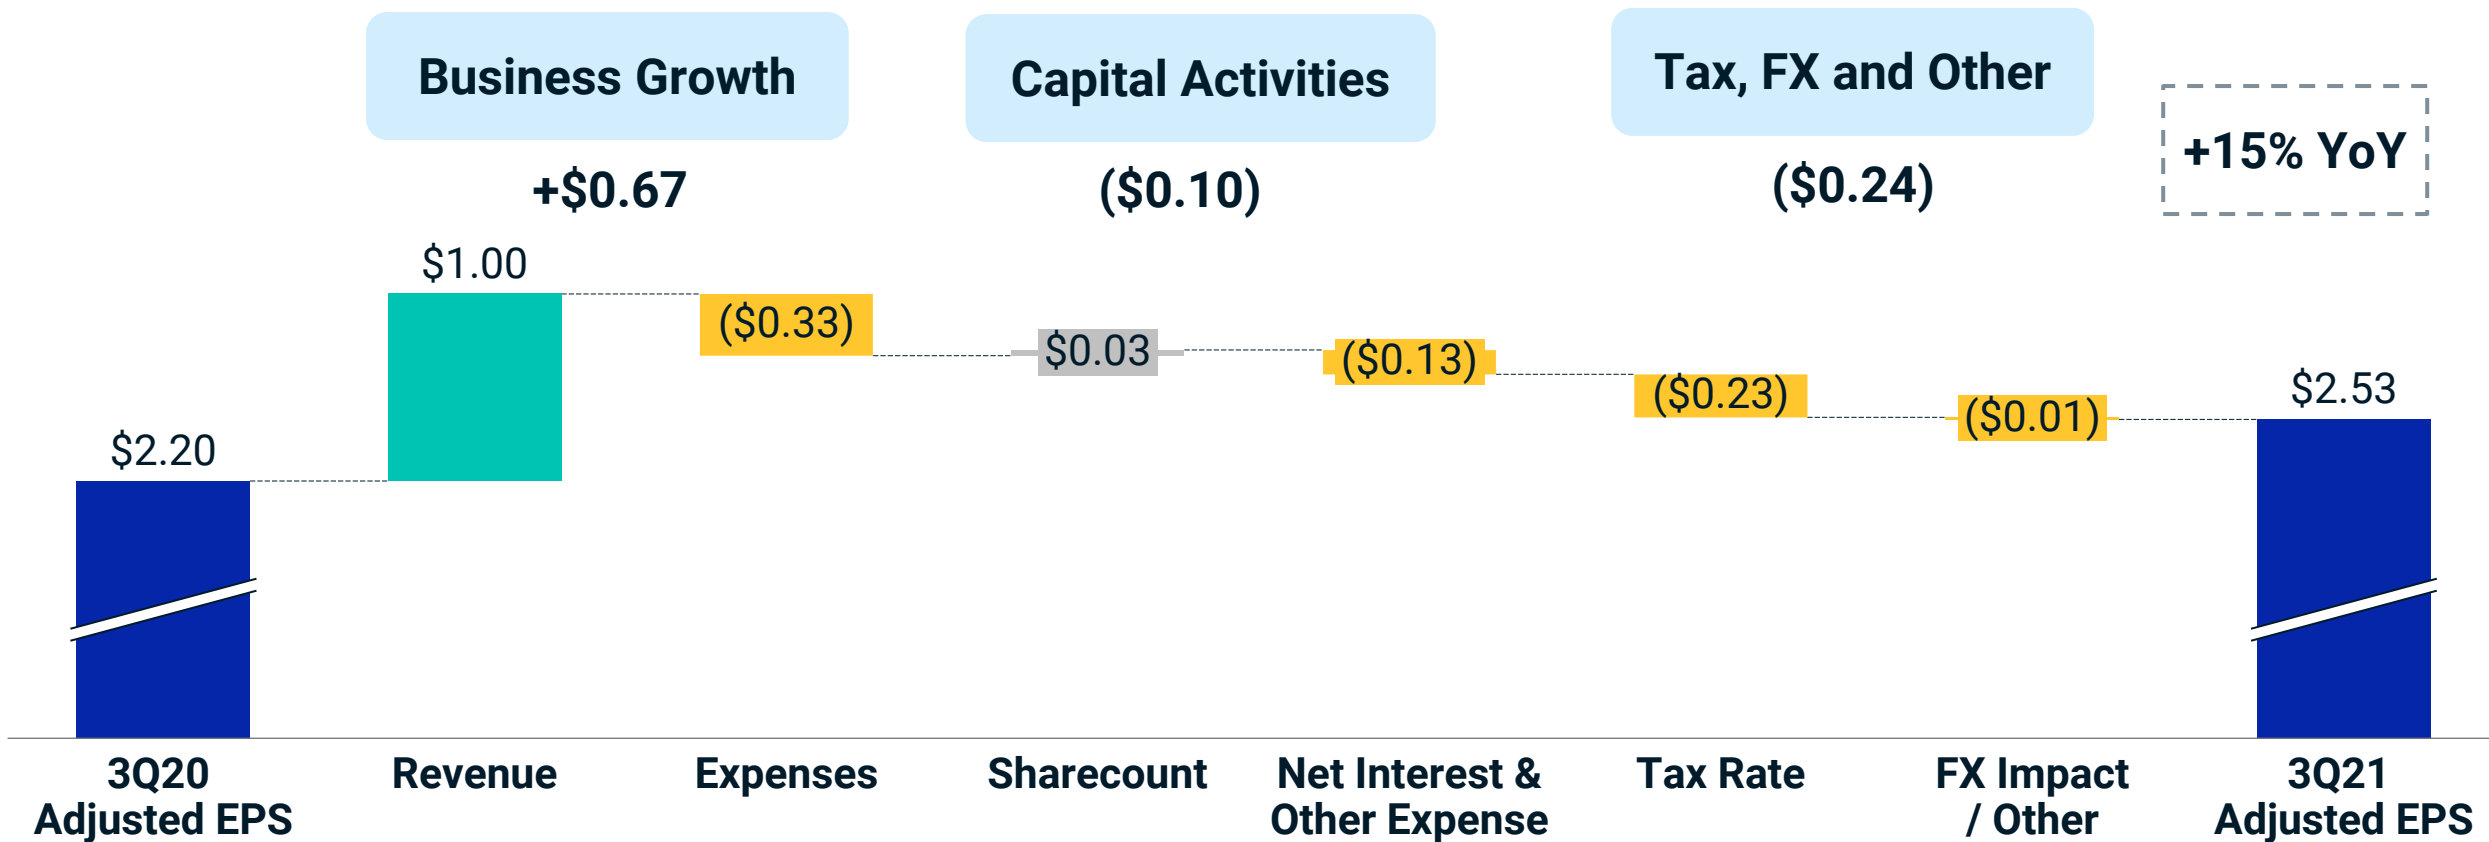 Business Growth
Capital Activities
Tax, FX and Other
+15% YoY
+$0.67
($0.10)
($0.24)
$1.00
($0.33)
$0.03
($0.13)
($0.23)
($0.01)
$2.53
$2.20
3Q20
Adjusted EPS
Revenue
Expenses
Sharecount
Net Interest &
Other Expense
Tax Rate
FX Impact
/ Other
3Q21
Adjusted EPS